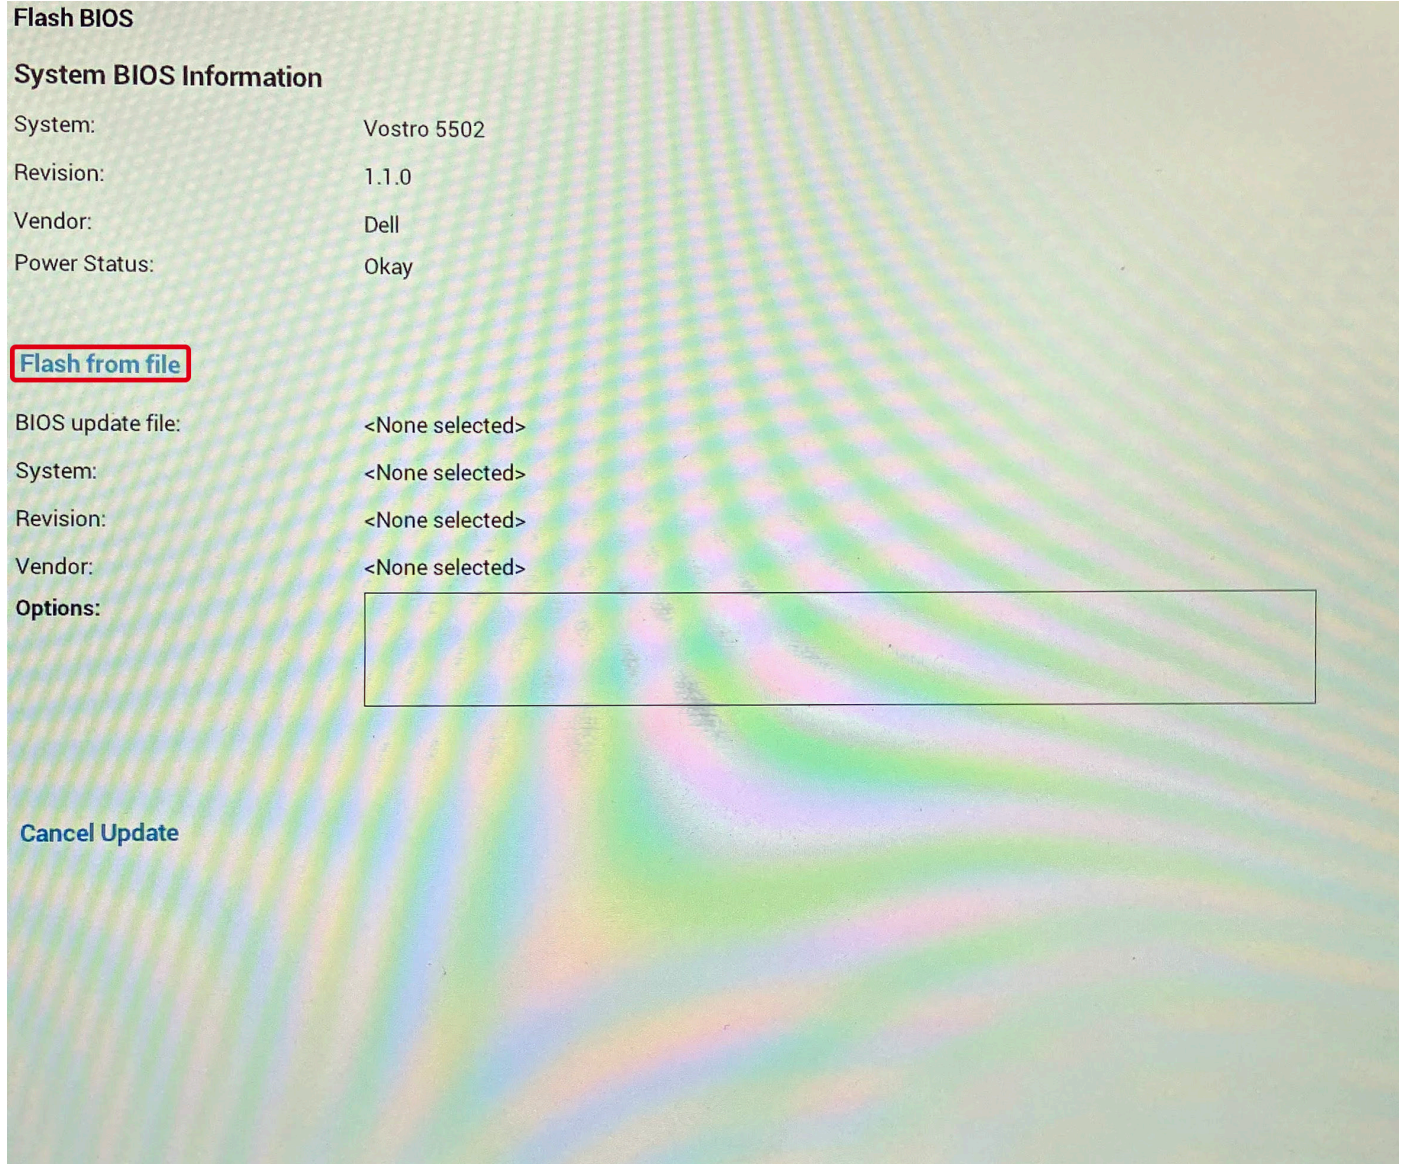 Flash BIOS
System BIOS Information
System: Vostro 5502
Revision: 1.1.0
Vendor: Dell
Power Status: Okay
Flash from file
BIOS update file: <None selected>
System: <None selected>
Revision: <None selected>
Vendor: <None selected>
Options:
Cancel Update